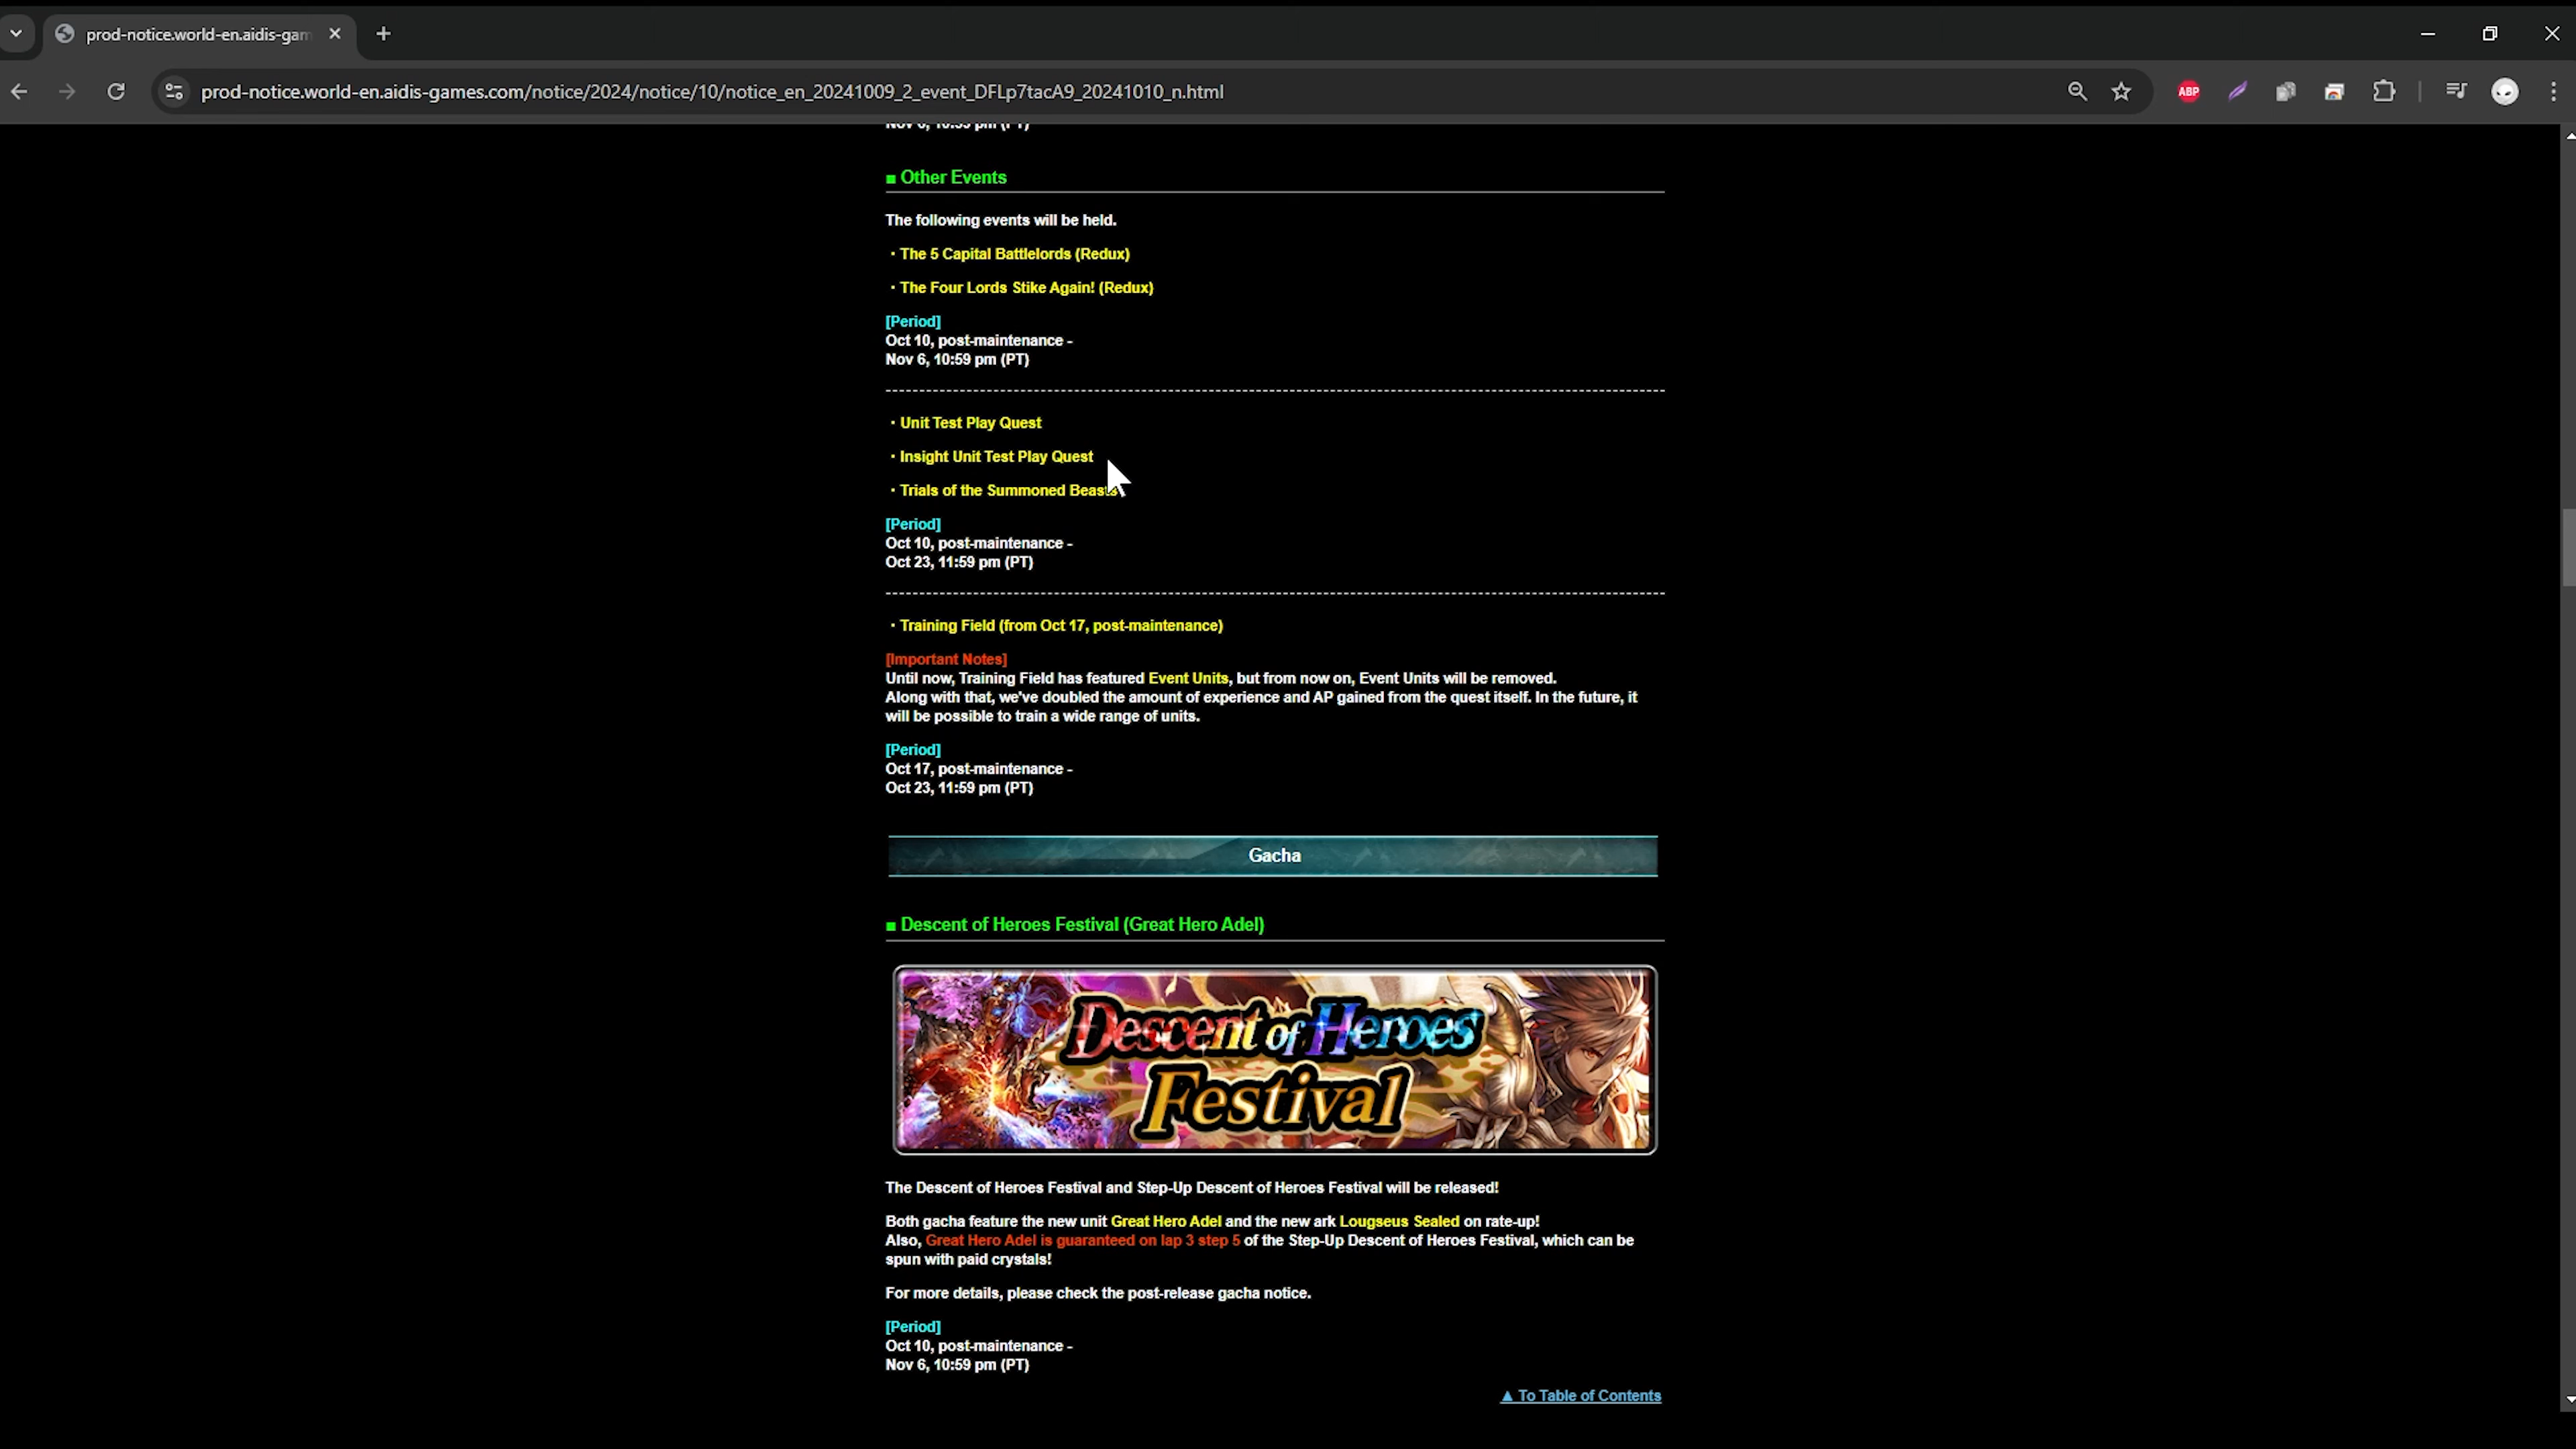 prod-notice.world-en.aidis-gam
prod-notice.world-en.aidis-games.com/notice/2024/notice/10/notice_en_20241009_2_event_DFLp7tacA9_20241010_n.html
ABP
■ Other Events
The following events will be held.
・The 5 Capital Battlelords (Redux)
・The Four Lords Stike Again! (Redux)
[Period]
Oct 10, post-maintenance -
Nov 6, 10:59 pm (PT)
・Unit Test Play Quest
・Insight Unit Test Play Quest
・Trials of the Summoned Beasts
[Period]
Oct 10, post-maintenance -
Oct 23, 11:59 pm (PT)
・Training Field (from Oct 17, post-maintenance)
[Important Notes]
Until now, Training Field has featured Event Units, but from now on, Event Units will be removed.
Along with that, we've doubled the amount of experience and AP gained from the quest itself. In the future, it
will be possible to train a wide range of units.
[Period]
Oct 17, post-maintenance -
Oct 23, 11:59 pm (PT)
Gacha
■ Descent of Heroes Festival (Great Hero Adel)
Descent of Heroes
Festival
The Descent of Heroes Festival and Step-Up Descent of Heroes Festival will be released!
Both gacha feature the new unit Great Hero Adel and the new ark Lougseus Sealed on rate-up!
Also, Great Hero Adel is guaranteed on lap 3 step 5 of the Step-Up Descent of Heroes Festival, which can be
spun with paid crystals!
For more details, please check the post-release gacha notice.
[Period]
Oct 10, post-maintenance -
Nov 6, 10:59 pm (PT)
▲ To Table of Contents